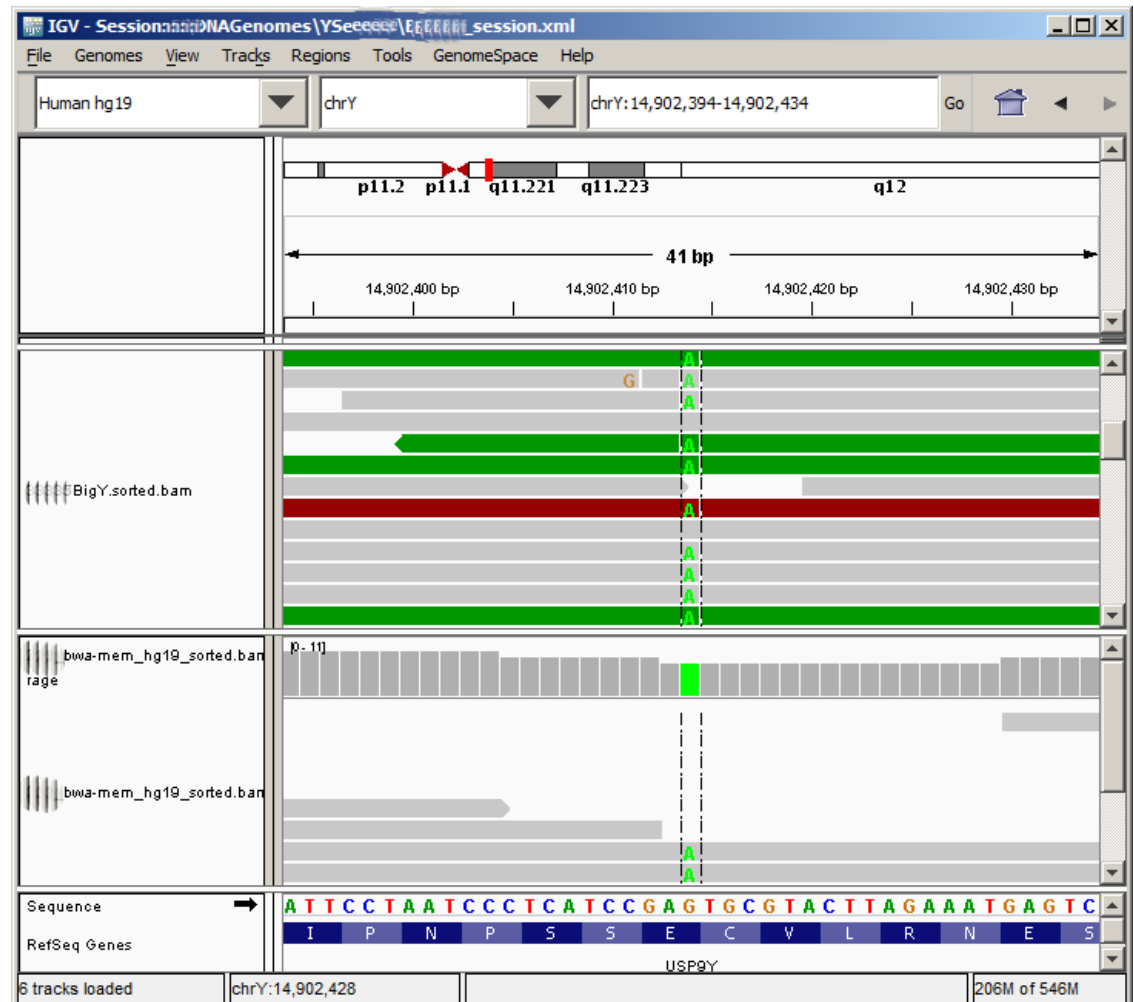 IGV - Session
DNAGenomes\YSe
_session.xml
File Genomes View Tracks Regions Tools GenomeSpace Help
Human hg19 chrY chrY:14,902,394-14,902,434 Go
p11.2 p11.1 q11.221 q11.223 q12
41 bp
14,902,400 bp 14,902,410 bp 14,902,420 bp 14,902,430 bp
A
G A
A
A
A
BigY.sorted.bam
A
A
A
A
A
[0 - 11]
bwa-mem_hg19_sorted.bam
rage
bwa-mem_hg19_sorted.bam
A
A
Sequence A T T C C T A A T C C C T C A T C C G A G T G C G T A C T T A G A A A T G A G T C
RefSeq Genes I P N P S S E C V L R N E S
USP9Y
6 tracks loaded chrY:14,902,428 206M of 546M